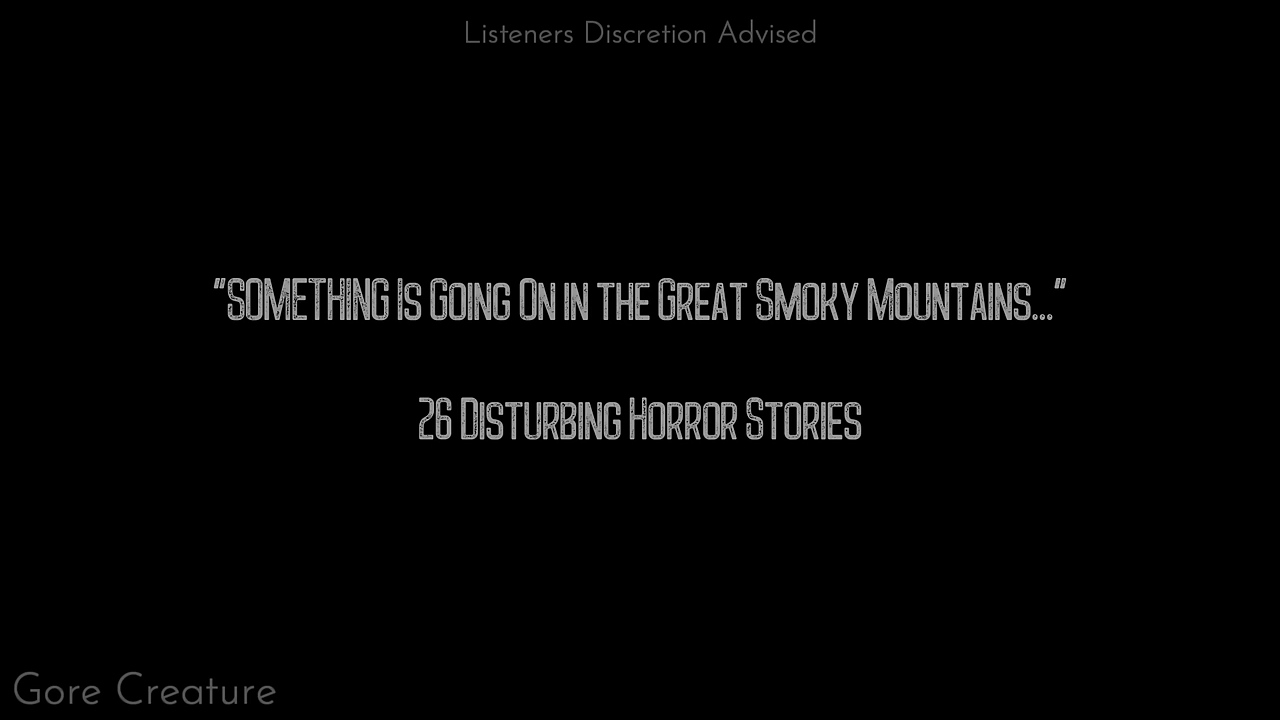 Listeners Discretion Advised
"SOMETHING Is Going On in the Great Smoky Mountains..."
26 Disturbing Horror Stories
Gore Creature